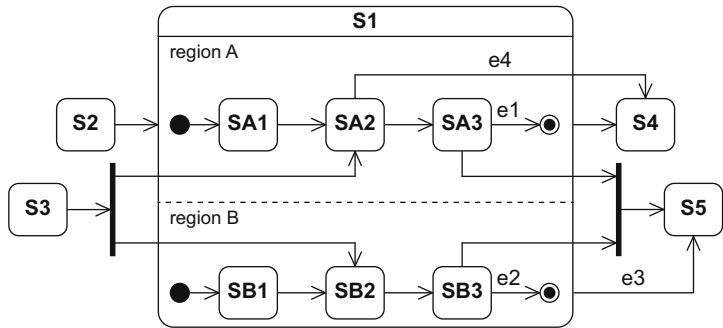 S1
region A
e4
S2
SA1
SA2
SA3
e1
S4
S3
S5
region B
SB1
SB2
SB3
e2
e3